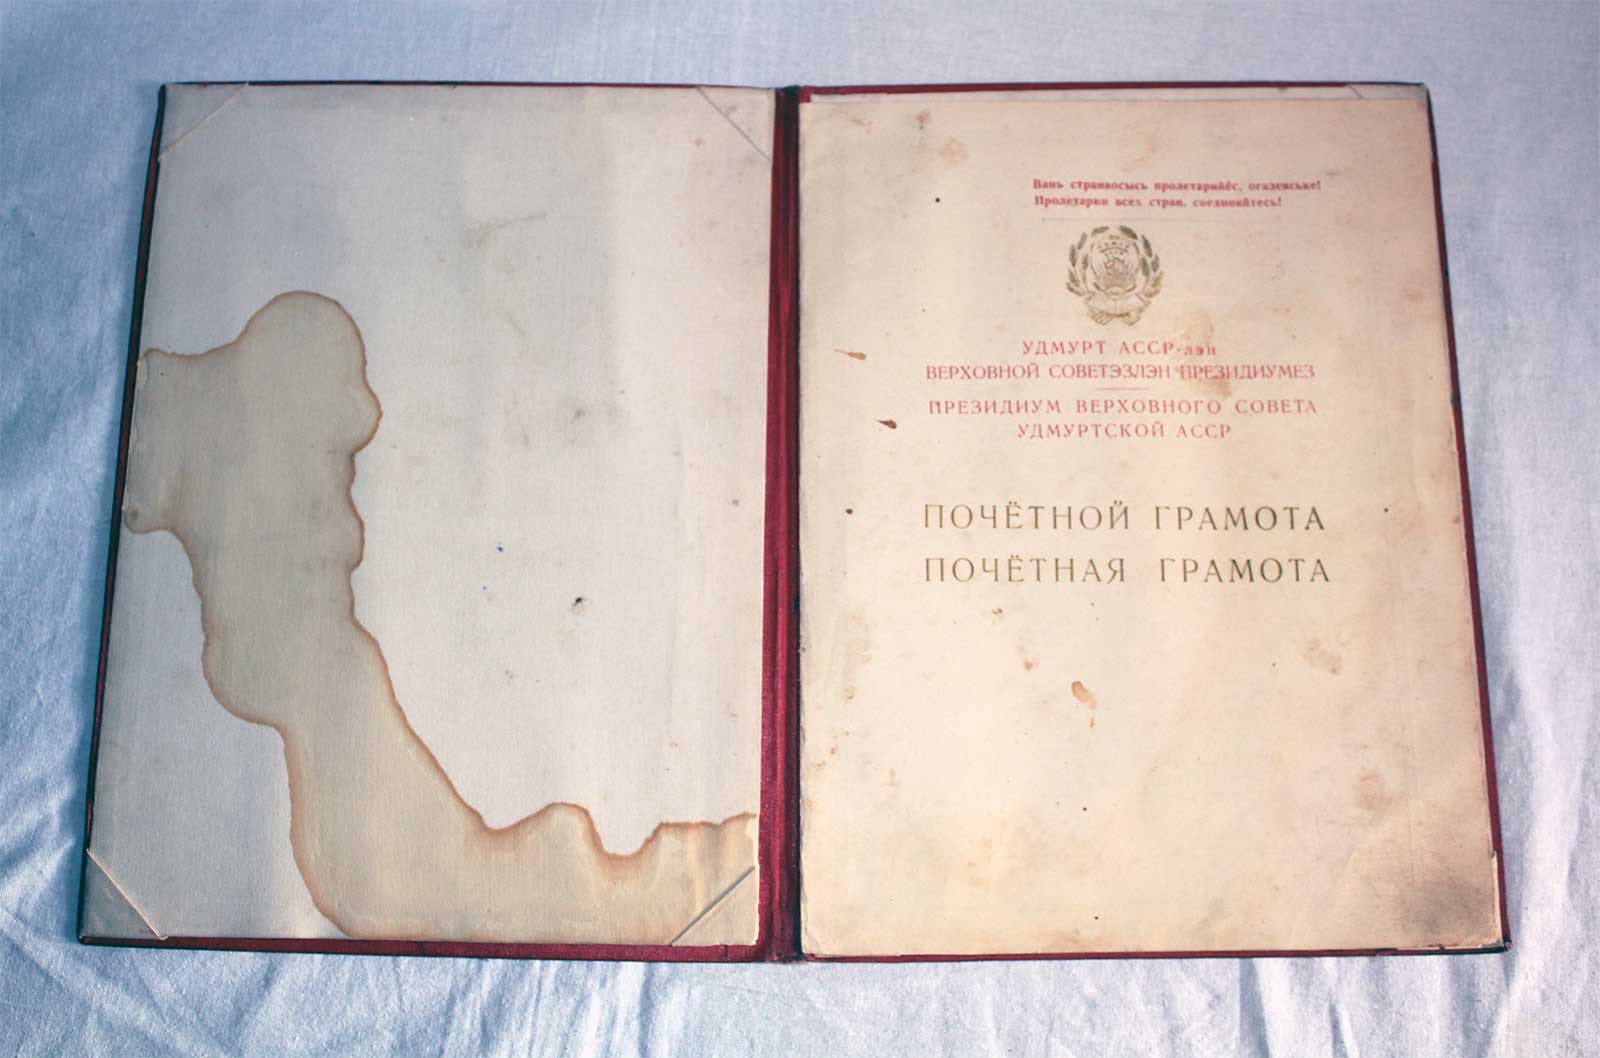 Вань странаосысь пролетарийёс, огазеяське!
Пролетарии всех стран, соединяйтесь!
УДМУРТ АССР-лэн
ВЕРХОВНОЙ СОВЕТЭЗЛЭН ПРЕЗИДИУМЕЗ
ПРЕЗИДИУМ ВЕРХОВНОГО СОВЕТА
УДМУРТСКОЙ АССР
ПОЧЁТНОЙ ГРАМОТА
ПОЧЁТНАЯ ГРАМОТА